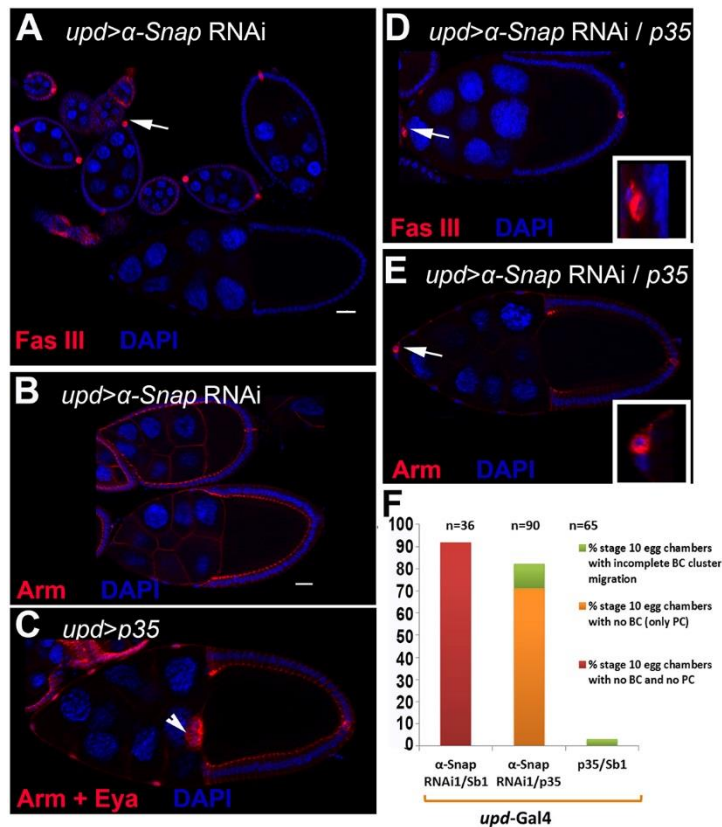 A upd>α-Snap RNAi
Fas III DAPI
B upd>α-Snap RNAi
Arm DAPI
C upd>p35
Arm + Eya DAPI
D upd>α-Snap RNAi / p35
Fas III DAPI
E upd>α-Snap RNAi / p35
Arm DAPI
F
n=36 n=90 n=65
100
90
80
70
60
50
40
30
20
10
0
% stage 10 egg chambers
with incomplete BC cluster
migration
% stage 10 egg chambers
with no BC (only PC)
% stage 10 egg chambers
with no BC and no PC
α-Snap α-Snap p35/Sb1
RNAi1/Sb1 RNAi1/p35
upd-Gal4